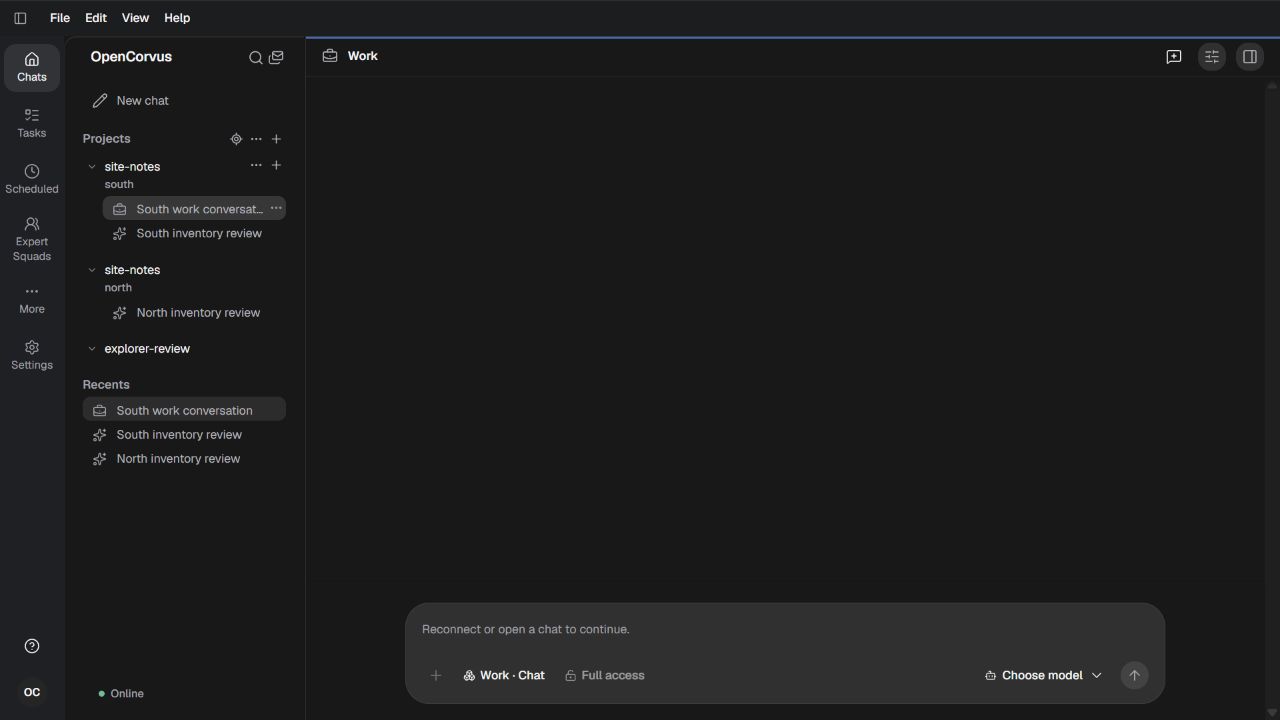 File Edit View Help
Chats
Tasks
Scheduled
Expert
Squads
More
Settings
OC
OpenCorvus
New chat
Projects
site-notes
south
South work conversat...
South inventory review
site-notes
north
North inventory review
explorer-review
Recents
South work conversation
South inventory review
North inventory review
Online
Work
Reconnect or open a chat to continue.
Work · Chat Full access Choose model